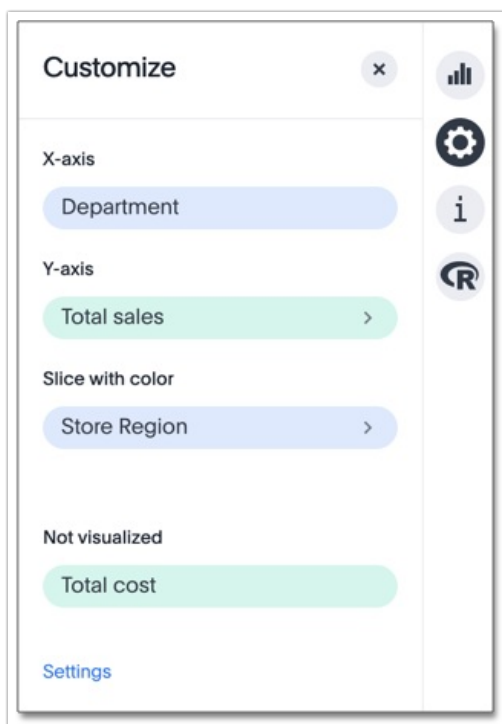 Customize
X-axis
Department
Y-axis
Total sales
Slice with color
Store Region
Not visualized
Total cost
Settings
i
R